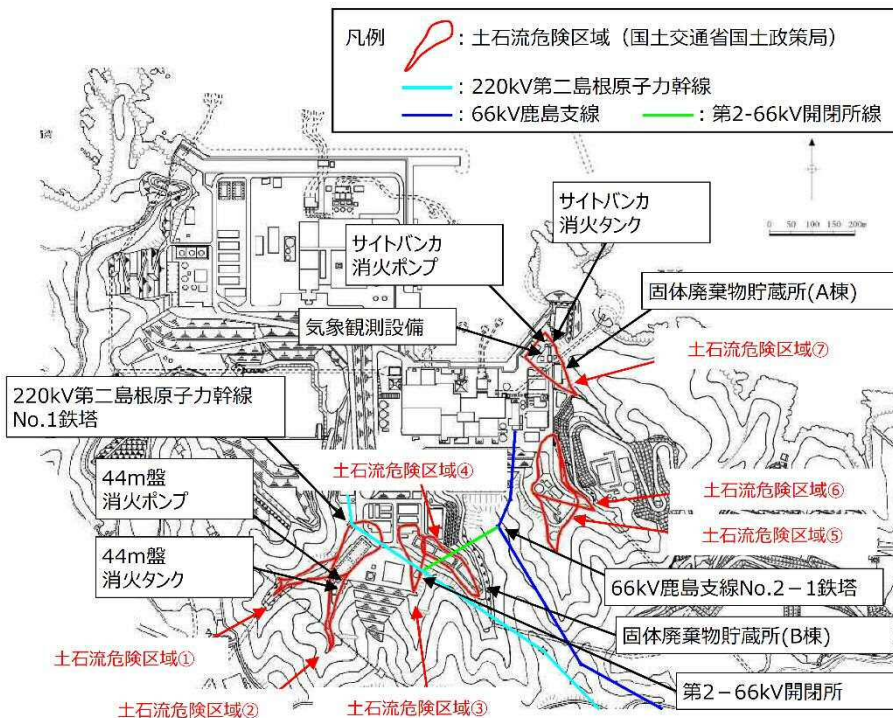 凡例
：土石流危険区域（国土交通省国土政策局）
：220kV第二島根原子力幹線
：66kV鹿島支線
：第2-66kV開閉所線
0 50 100 150 200m
サイトバンカ
消火タンク
サイトバンカ
消火ポンプ
固体廃棄物貯蔵所(A棟)
気象観測設備
土石流危険区域⑦
220kV第二島根原子力幹線
No.1鉄塔
44m盤
消火ポンプ
土石流危険区域④
土石流危険区域⑥
土石流危険区域⑤
44m盤
消火タンク
66kV鹿島支線No.2－1鉄塔
固体廃棄物貯蔵所(B棟)
土石流危険区域①
第2－66kV開閉所
土石流危険区域②
土石流危険区域③